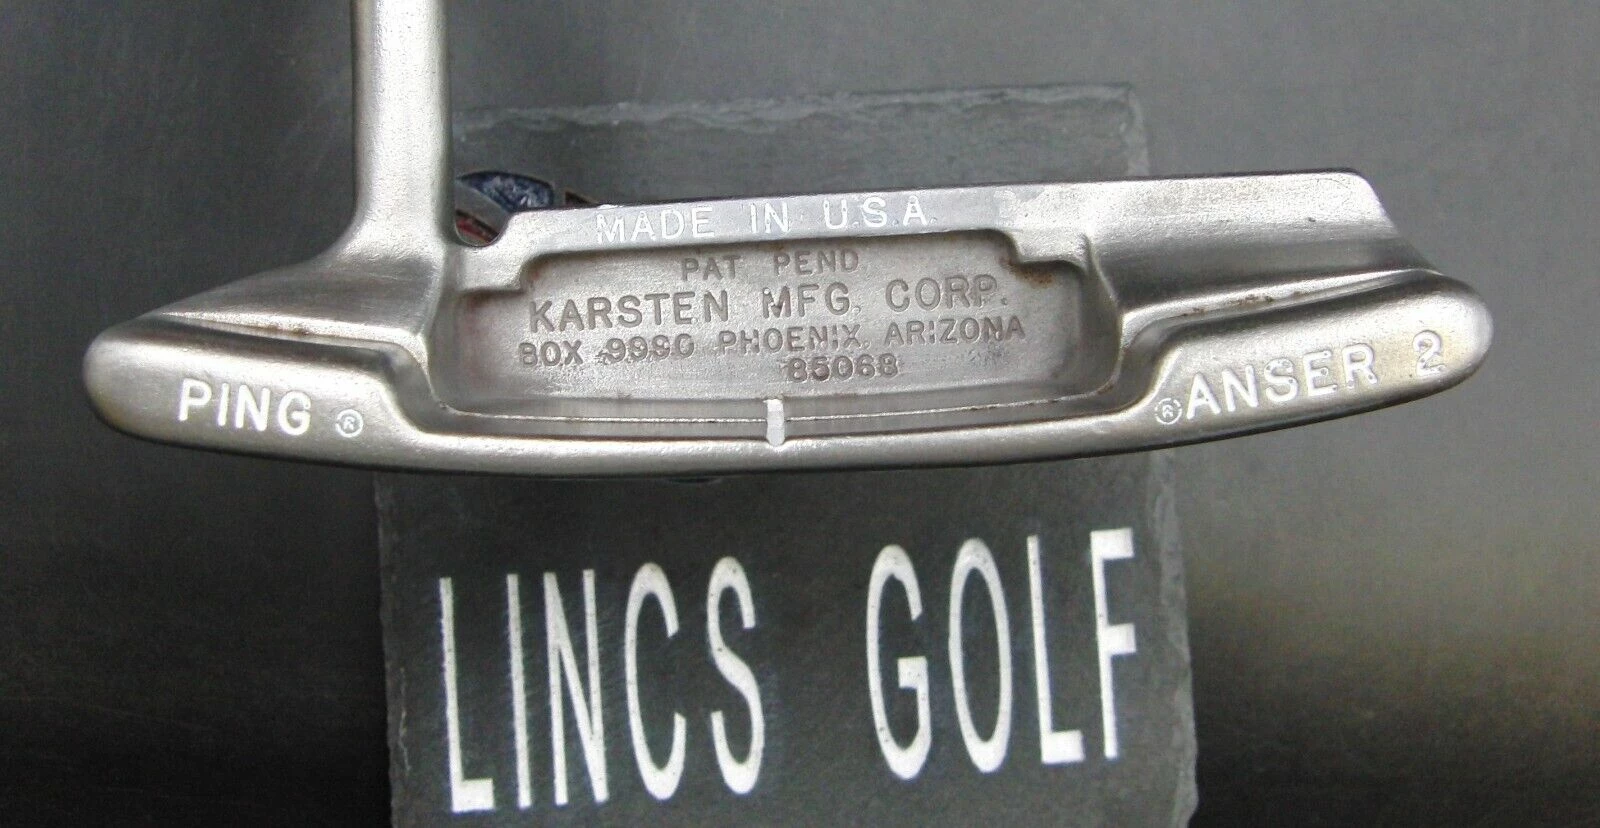 MADE IN U.S.A.
PAT PEND
KARSTEN MFG. CORP.
BOX 9990 PHOENIX, ARIZONA
85068
PING ®
® ANSER 2
LINCS GOLF